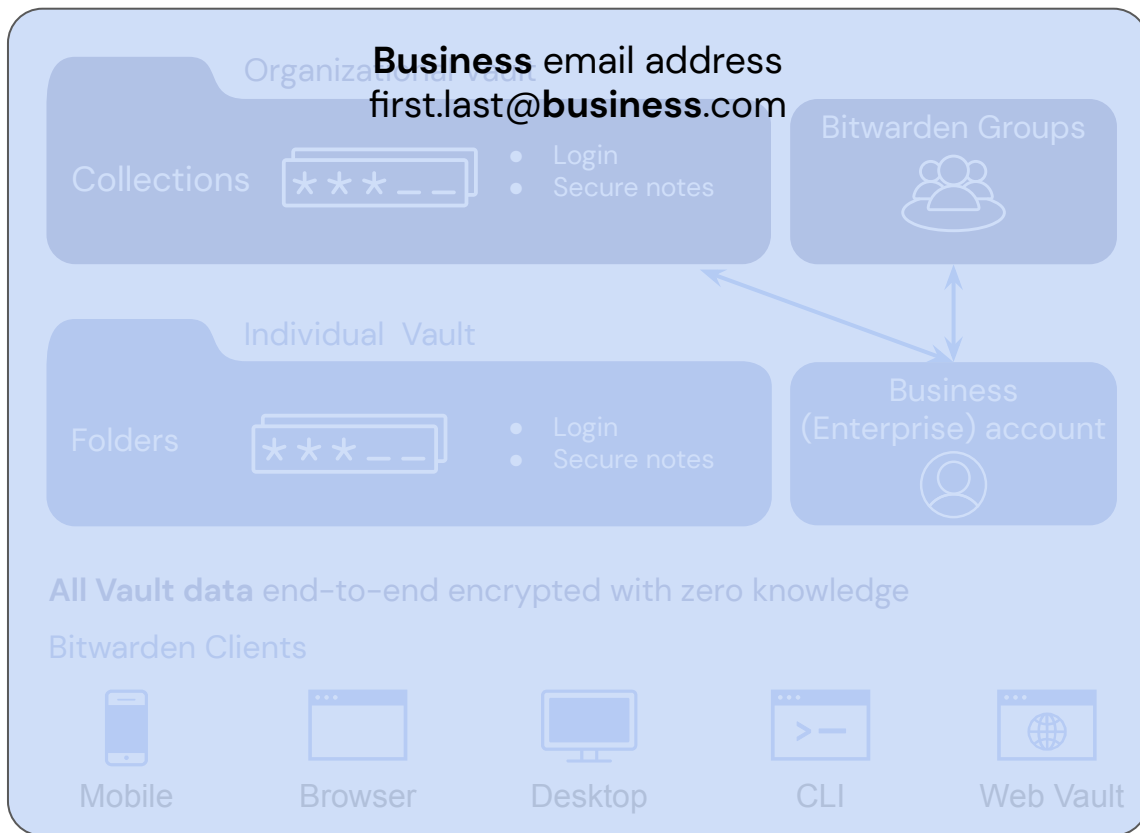 Business email address
first.last@business.com
Organizational Vault
Collections
* * * _ _
● Login
● Secure notes
Bitwarden Groups
Individual Vault
Folders
* * * _ _
● Login
● Secure notes
Business
(Enterprise) account
All Vault data end-to-end encrypted with zero knowledge
Bitwarden Clients
>—
Mobile
Browser
Desktop
CLI
Web Vault